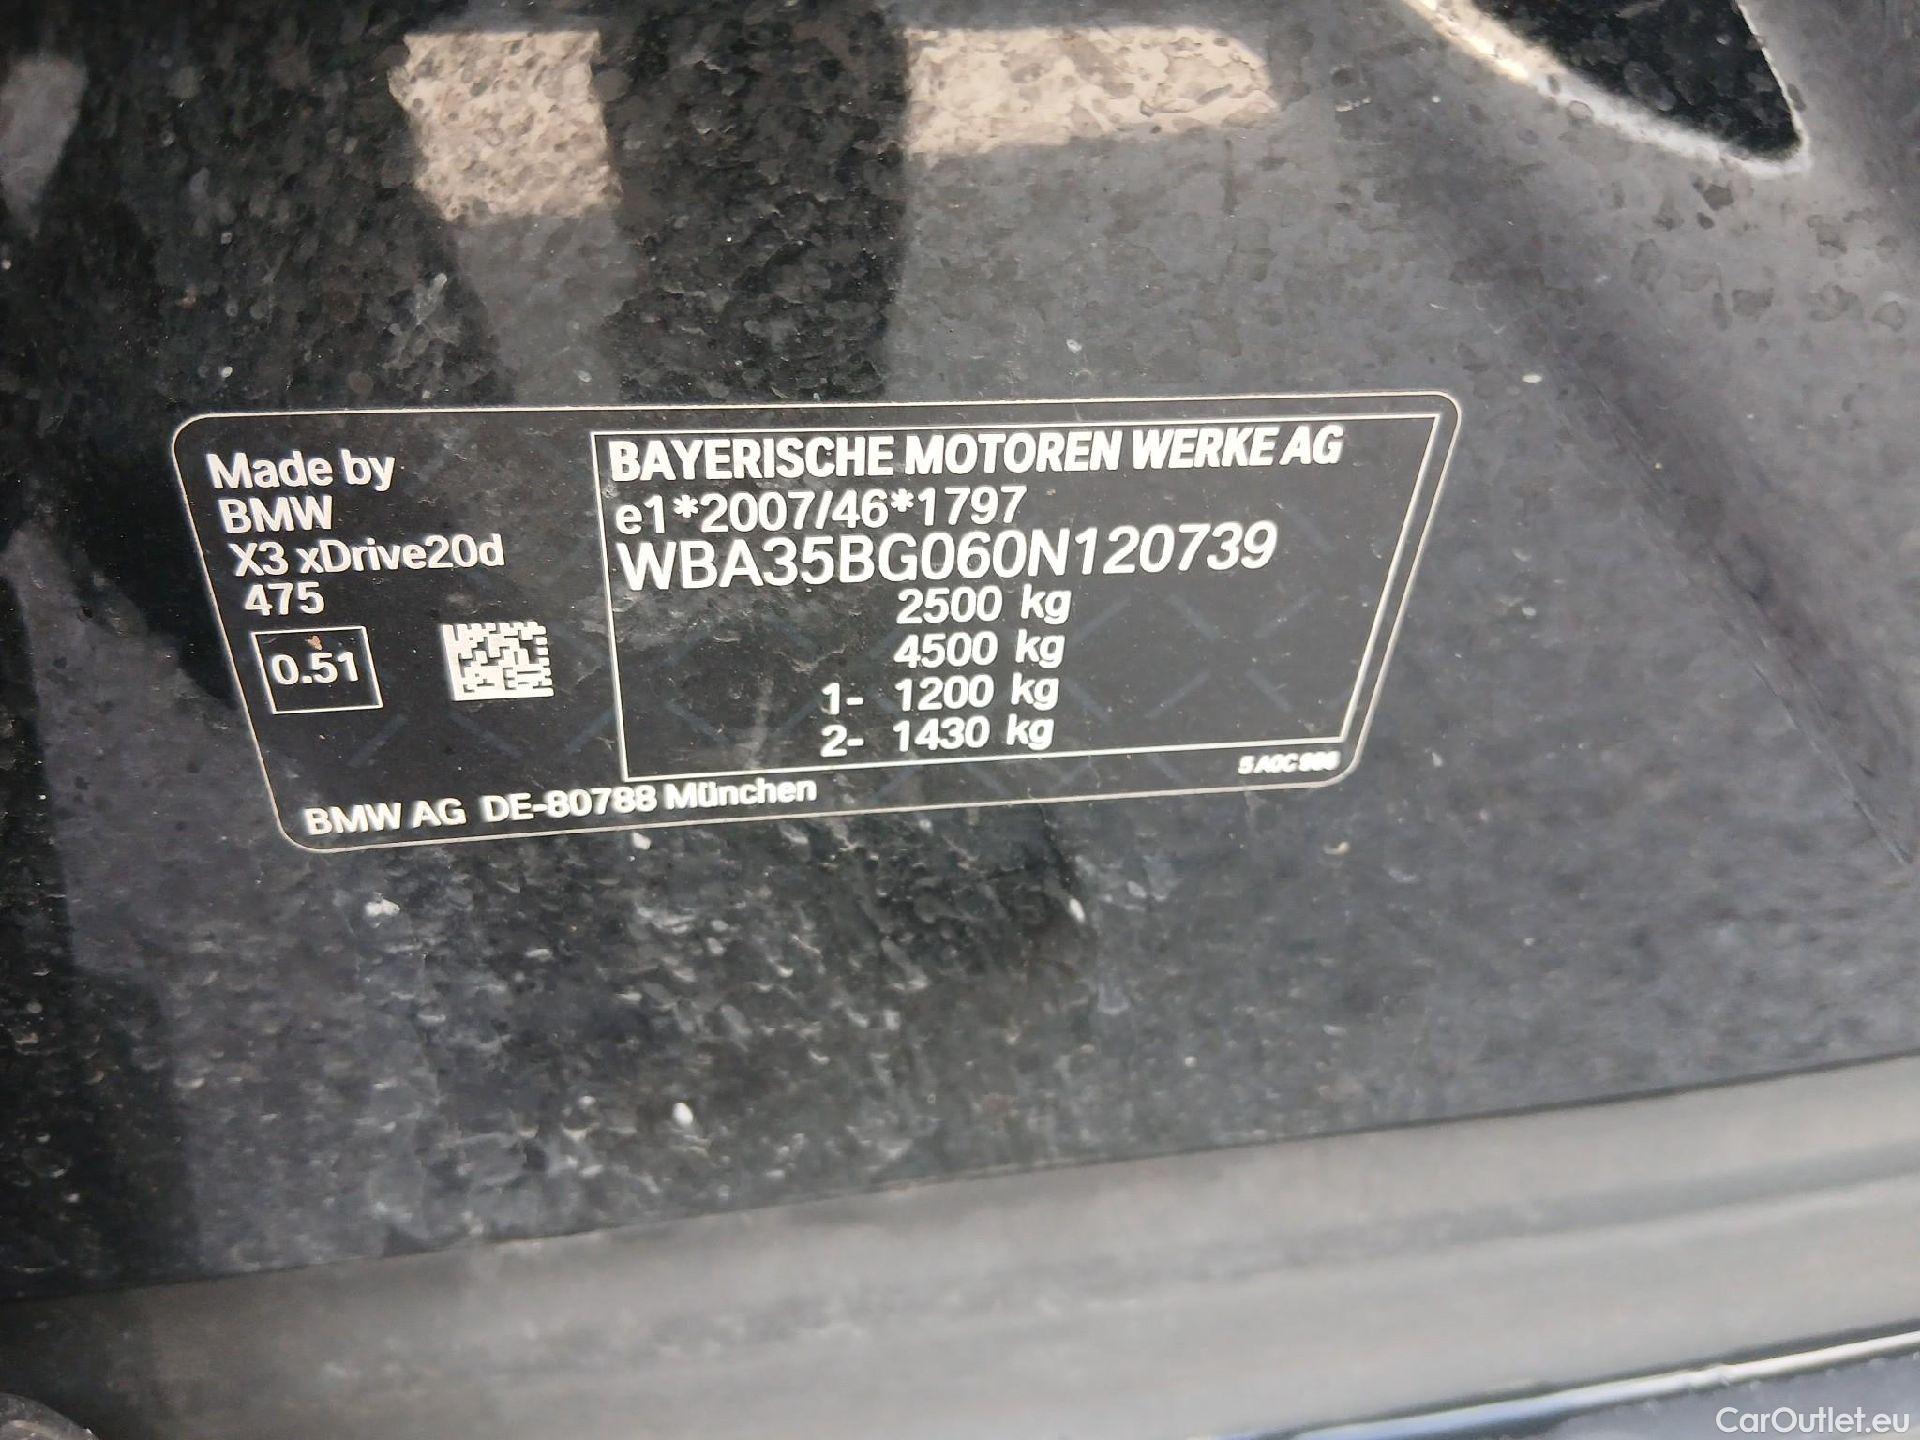 Made by
BMW
X3 xDrive20d
475
0.51
BAYERISCHE MOTOREN WERKE AG
e1*2007/46*1797
WBA35BG060N120739
2500 kg
4500 kg
1- 1200 kg
2- 1430 kg
BMW AG DE-80788 München
CarOutlet.eu